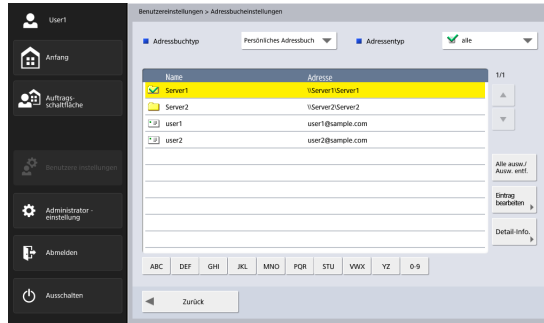 User1
Anfang
Auftrags-
schaltfläche
Benutzere instellungen
Administrator -
einstellung
Abmelden
Ausschalten
Benutzereinstellungen > Adressbucheinstellungen
Adressbuchtyp
Persönliches Adressbuch
Adressentyp
alle
Name Adresse
Server1 \\Server1\Server1
Server2 \\Server2\Server2
user1 user1@sample.com
user2 user2@sample.com
1/1
Alle ausw./
Ausw. entf.
Eintrag
bearbeiten
Detail-Info.
ABC DEF GHI JKL MNO PQR STU VWX YZ 0-9
Zurück